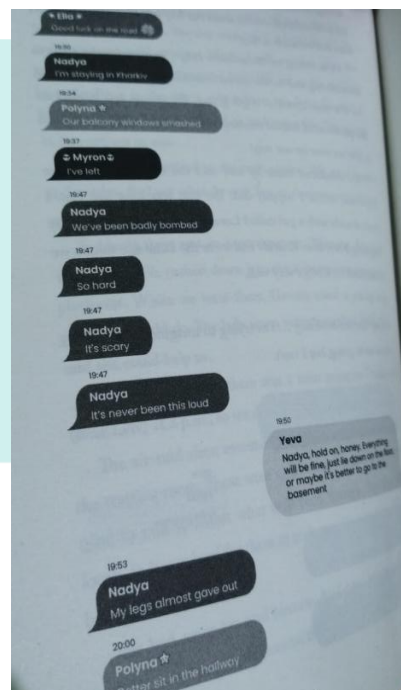 * Ella *
Good luck on the road
19:30
Nadya
I'm staying in Kharkiv
19:34
Polyna ☆
Our balcony windows smashed
19:37
Myron
I've left
19:47
Nadya
We've been badly bombed
19:47
Nadya
So hard
19:47
Nadya
It's scary
19:47
Nadya
It's never been this loud
19:50
Yeva
Nadya, hold on, honey. Everything
will be fine, just lie down on the floor,
or maybe it's better to go to the
basement
19:53
Nadya
My legs almost gave out
20:00
Polyna ☆
Better sit in the hallway